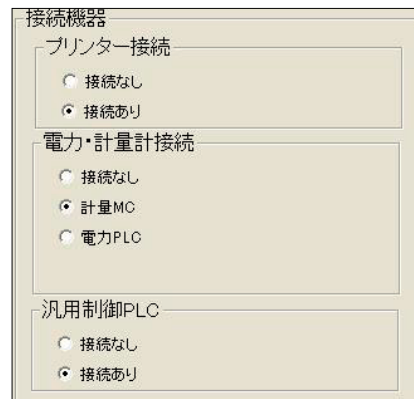 接続機器
プリンター接続
接続なし
接続あり
電力・計量計接続
接続なし
計量MC
電力PLC
汎用制御PLC
接続なし
接続あり